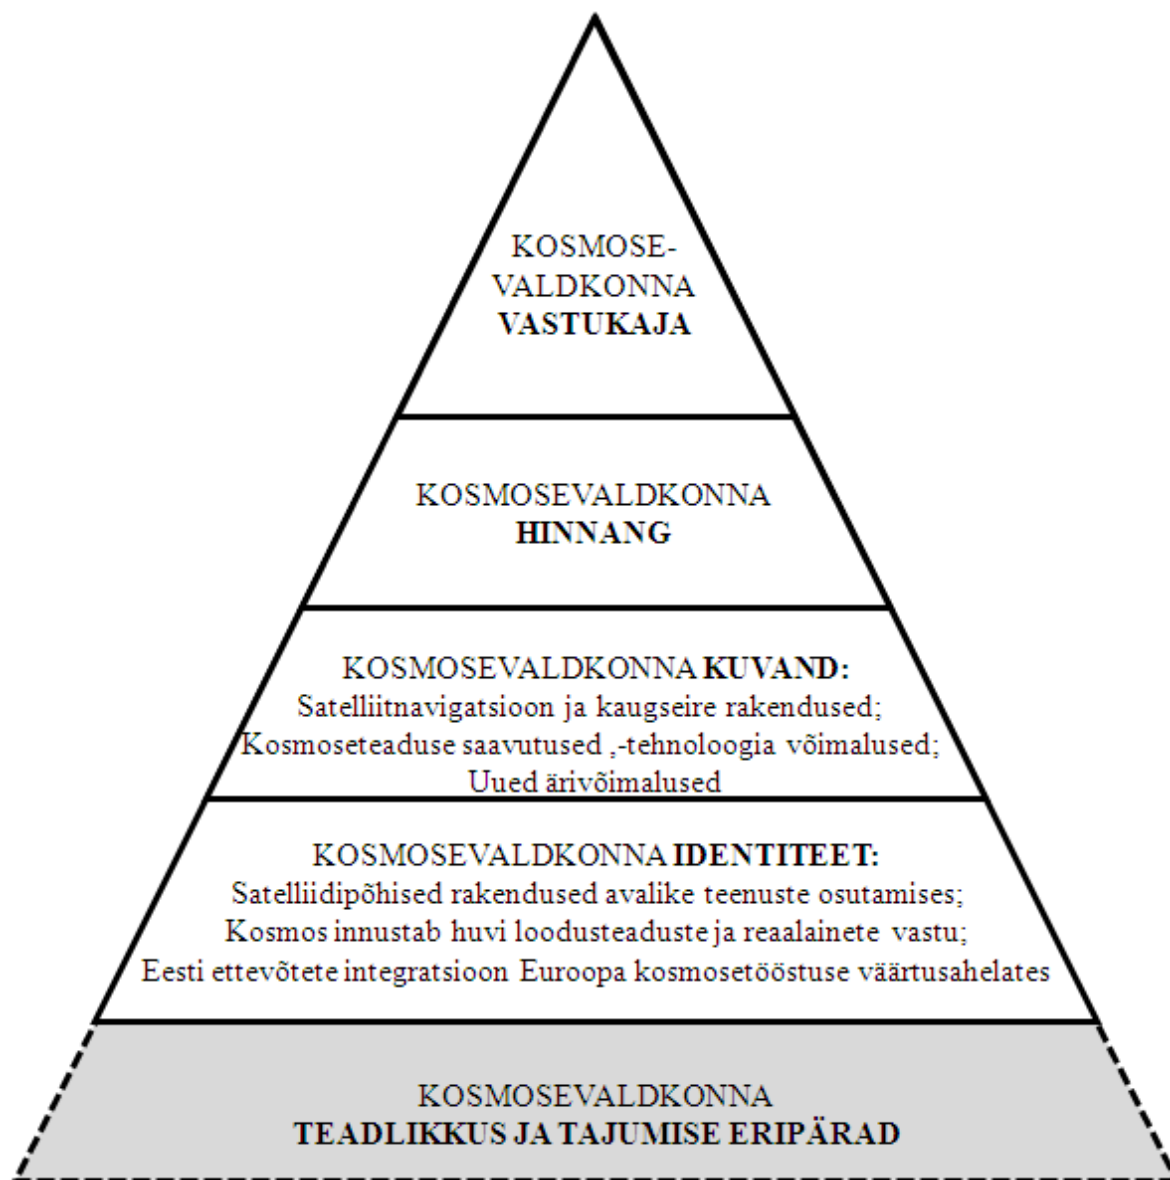 KOSMOSE-
VALDKONNA
VASTUKAJA
KOSMOSEVALDKONNA
HINNANG
KOSMOSEVALDKONNA KUVAND:
Satelliitnavigatsioon ja kaugseire rakendused;
Kosmoseteaduse saavutused ,-tehnoloogia võimalused;
Uued ärivõimalused
KOSMOSEVALDKONNA IDENTITEET:
Satelliidipõhised rakendused avalike teenuste osutamises;
Kosmos innustab huvi loodusteaduste ja reaalainete vastu;
Eesti ettevõtete integratsioon Euroopa kosmosetööstuse väärtusahelates
KOSMOSEVALDKONNA
TEADLIKKUS JA TAJUMISE ERIPÄRAD